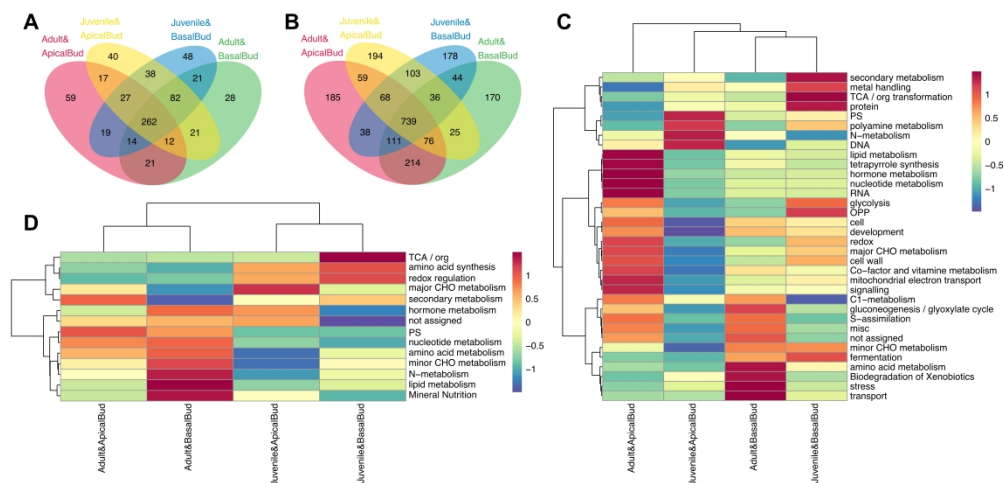 A
Juvenile&
ApicalBud
Juvenile&
BasalBud
Adult&
ApicalBud
Adult&
BasalBud
40
48
17
38
21
59
27
82
28
262
19
14
12
21
21
B
Juvenile&
ApicalBud
Juvenile&
BasalBud
Adult&
ApicalBud
Adult&
BasalBud
194
178
59
103
44
185
68
36
170
739
38
111
76
25
214
C
secondary metabolism
metal handling
TCA / org transformation
protein
PS
polyamine metabolism
N-metabolism
DNA
lipid metabolism
tetrapyrrole synthesis
hormone metabolism
nucleotide metabolism
RNA
glycolysis
OPP
cell
development
redox
major CHO metabolism
cell wall
Co-factor and vitamine metabolism
mitochondrial electron transport
signalling
C1-metabolism
gluconeogenesis / glyoxylate cycle
S-assimilation
misc
not assigned
minor CHO metabolism
fermentation
amino acid metabolism
Biodegradation of Xenobiotics
stress
transport
1
0.5
0
−0.5
−1
Adult&ApicalBud
Juvenile&ApicalBud
Adult&BasalBud
Juvenile&BasalBud
D
TCA / org
amino acid synthesis
redox regulation
major CHO metabolism
secondary metabolism
hormone metabolism
not assigned
PS
nucleotide metabolism
amino acid metabolism
minor CHO metabolism
N-metabolism
lipid metabolism
Mineral Nutrition
1
0.5
0
−0.5
−1
Adult&ApicalBud
Adult&BasalBud
Juvenile&ApicalBud
Juvenile&BasalBud